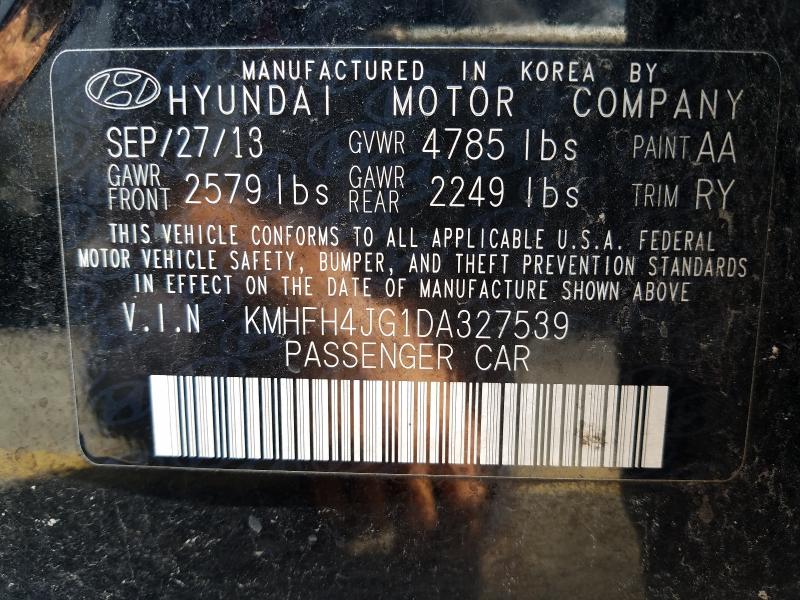 MANUFACTURED IN KOREA BY
HYUNDAI MOTOR COMPANY
SEP/27/13 GVWR 4785 lbs PAINT AA
GAWR FRONT 2579 lbs GAWR REAR 2249 lbs TRIM RY
THIS VEHICLE CONFORMS TO ALL APPLICABLE U.S.A. FEDERAL
MOTOR VEHICLE SAFETY, BUMPER, AND THEFT PREVENTION STANDARDS
IN EFFECT ON THE DATE OF MANUFACTURE SHOWN ABOVE
V.I.N KMHFH4JG1DA327539
PASSENGER CAR